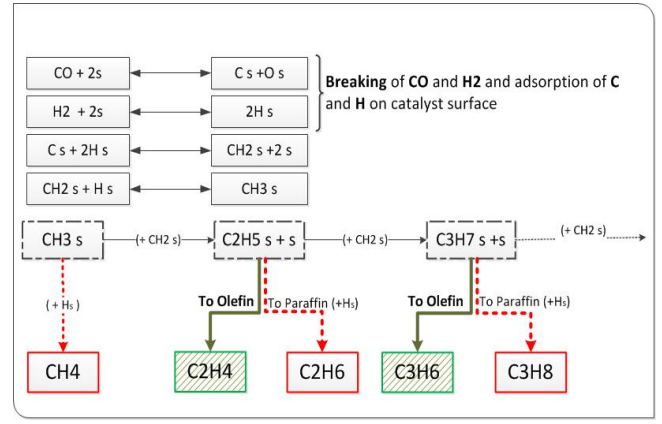 CO + 2s
C s +O s
Breaking of CO and H2 and adsorption of C
and H on catalyst surface
H2 + 2s
2H s
C s + 2H s
CH2 s +2 s
CH2 s + H s
CH3 s
CH3 s
(+ CH2 s)
C2H5 s + s
(+ CH2 s)
C3H7 s +s
(+ CH2 s)
( + Hs )
To Olefin
To Paraffin (+Hs)
To Olefin
To Paraffin (+Hs)
CH4
C2H4
C2H6
C3H6
C3H8